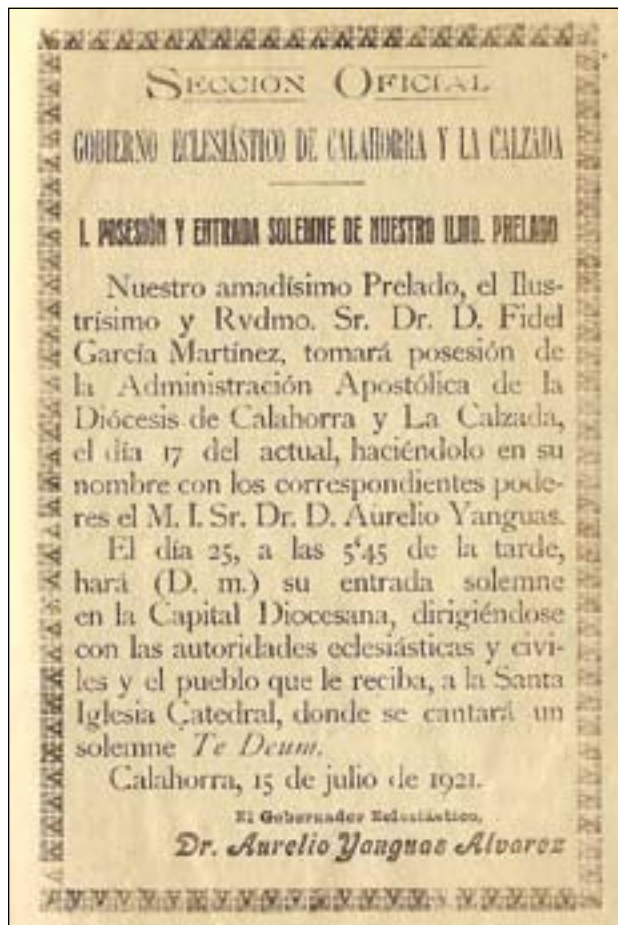 SECCION OFICIAL
GOBIERNO ECLESIÁSTICO DE CALAHORRA Y LA CALZADA
I. POSESIÓN Y ENTRADA SOLEMNE DE NUESTRO ILMO. PRELADO
Nuestro amadísimo Prelado, el Ilus-
trísimo y Rvdmo. Sr. Dr. D. Fidel
García Martínez, tomará posesión de
la Administración Apostólica de la
Diócesis de Calahorra y La Calzada,
el día 17 del actual, haciéndolo en su
nombre con los correspondientes pode-
res el M. I. Sr. Dr. D. Aurelio Yanguas.
El día 25, a las 5‘45 de la tarde,
hará (D. m.) su entrada solemne
en la Capital Diocesana, dirigiéndose
con las autoridades eclesiásticas y civi-
les y el pueblo que le reciba, a la Santa
Iglesia Catedral, donde se cantará un
solemne Te Deum.
Calahorra, 15 de julio de 1921.
El Gobernador Eclesiástico,
Dr. Aurelio Yanguas Alvarez